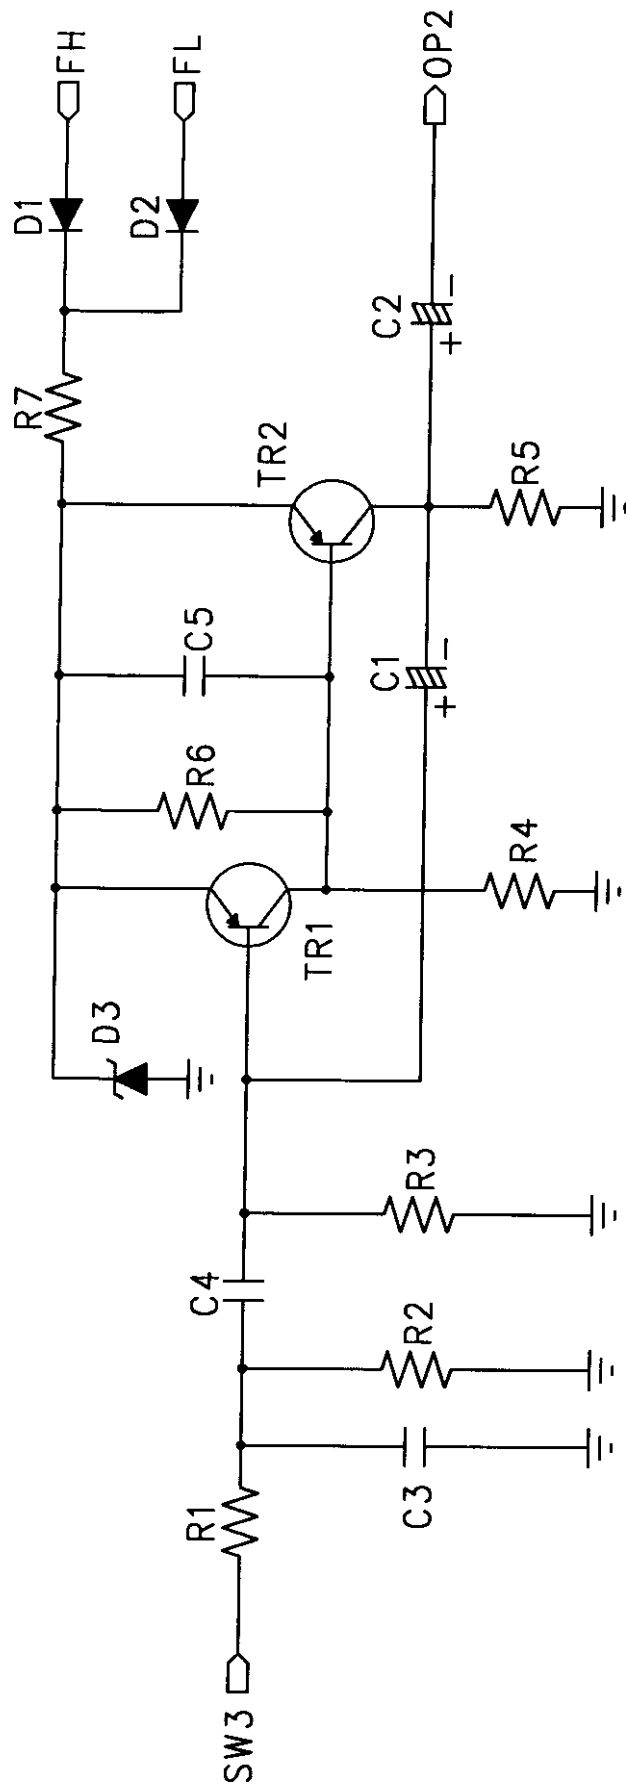 FH
D1
FL
D2
R7
OP2
C2
+
-
TR2
R5
C5
C1
+
-
R6
R4
TR1
D3
R3
C4
R2
C3
R1
SW3